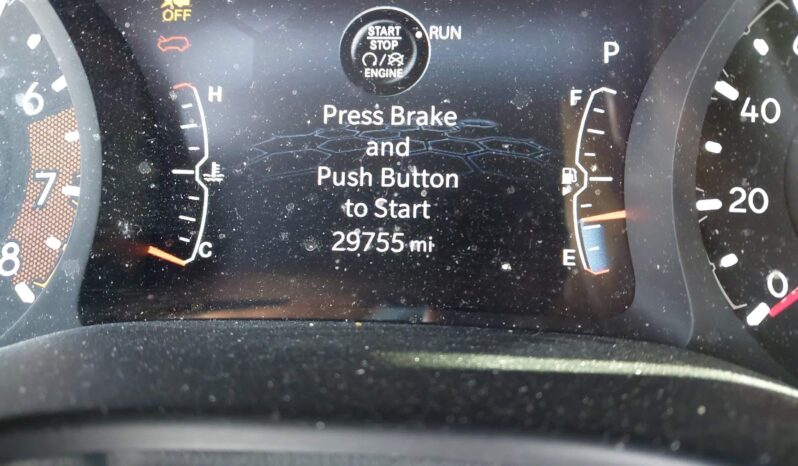 OFF
START
STOP
ENGINE
RUN
P
H
C
F
E
Press Brake
and
Push Button
to Start
29755 mi
6
7
8
40
20
0